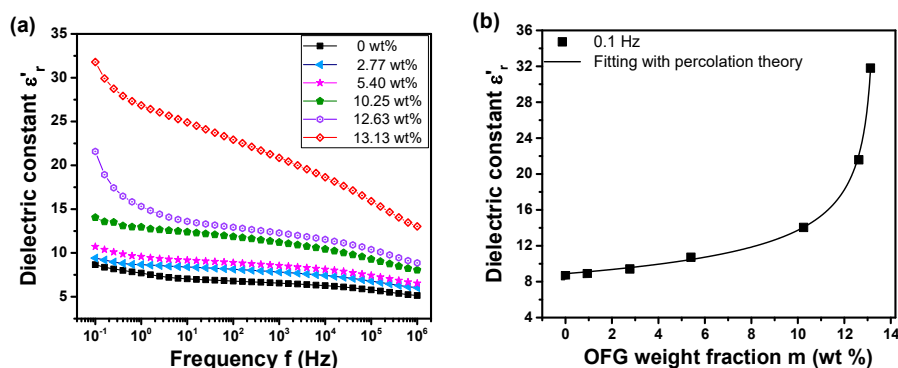 (a)
Dielectric constant ε'r
35
30
25
20
15
10
5
0 wt%
2.77 wt%
5.40 wt%
10.25 wt%
12.63 wt%
13.13 wt%
10⁻¹ 10⁰ 10¹ 10² 10³ 10⁴ 10⁵ 10⁶
Frequency f (Hz)
(b)
Dielectric constant ε'r
36
32
28
24
20
16
12
8
4
0.1 Hz
Fitting with percolation theory
0 2 4 6 8 10 12 14
OFG weight fraction m (wt %)